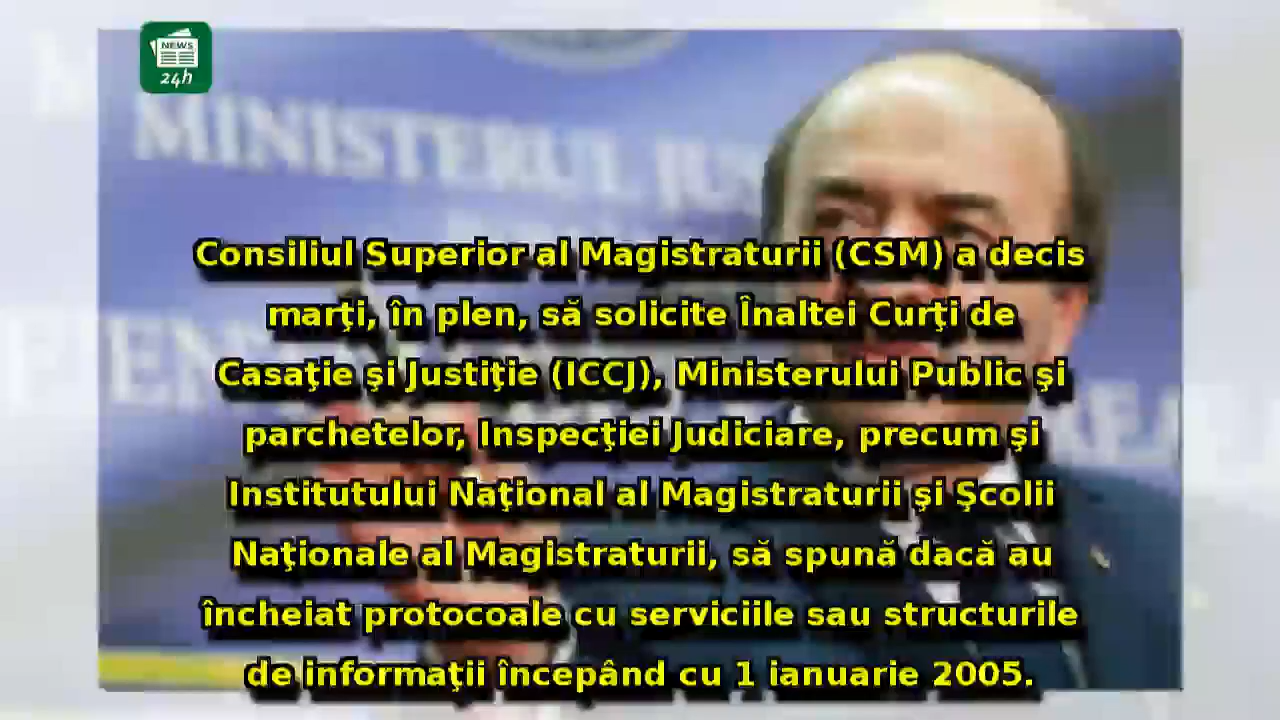 NEWS
24h
MINISTERUL JUS
Consiliul Superior al Magistraturii (CSM) a decis
marţi, în plen, să solicite Înaltei Curţi de
Casaţie şi Justiţie (ICCJ), Ministerului Public şi
parchetelor, Inspecţiei Judiciare, precum şi
Institutului Naţional al Magistraturii şi Şcolii
Naţionale al Magistraturii, să spună dacă au
încheiat protocoale cu serviciile sau structurile
de informaţii începând cu 1 ianuarie 2005.